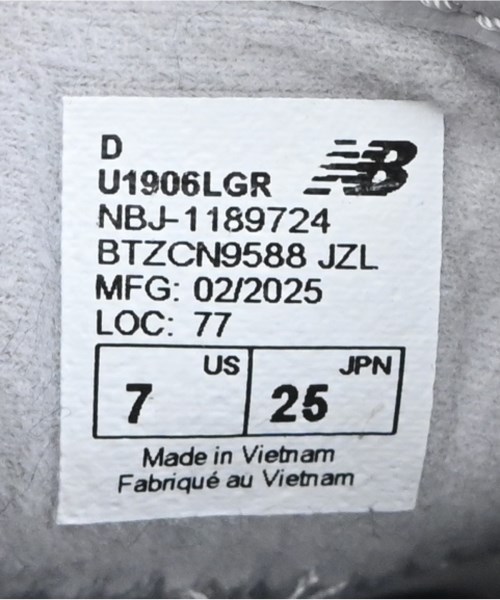 D
U1906LGR
NBJ-1189724
BTZCN9588 JZL
MFG: 02/2025
LOC: 77
US JPN
7 25
Made in Vietnam
Fabriqué au Vietnam